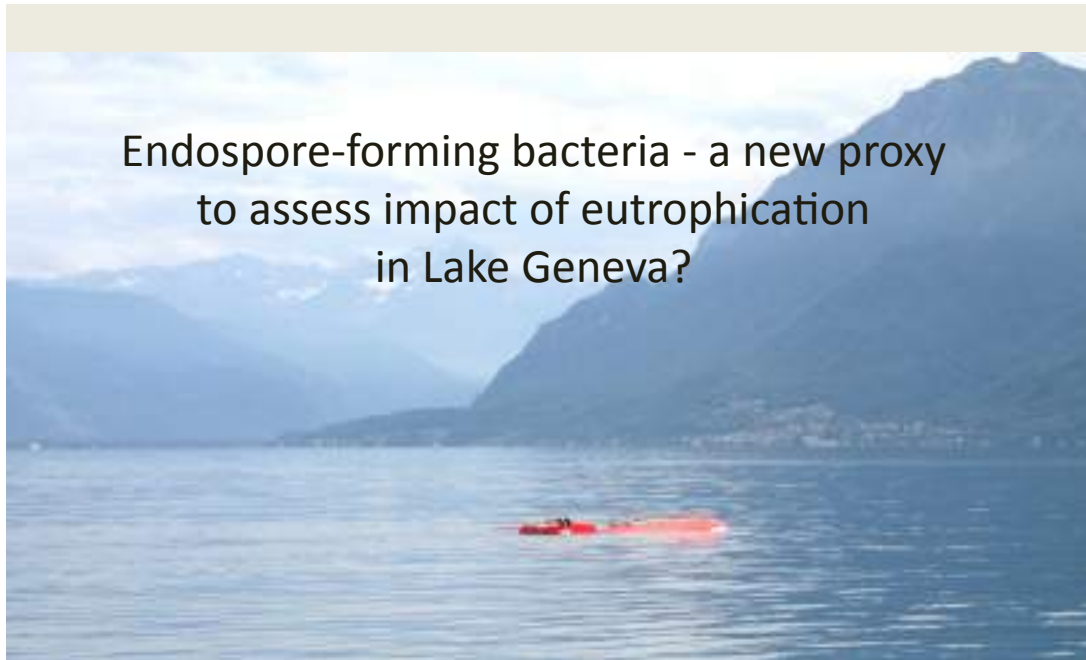 Endospore-forming bacteria - a new proxy
to assess impact of eutrophication
in Lake Geneva?